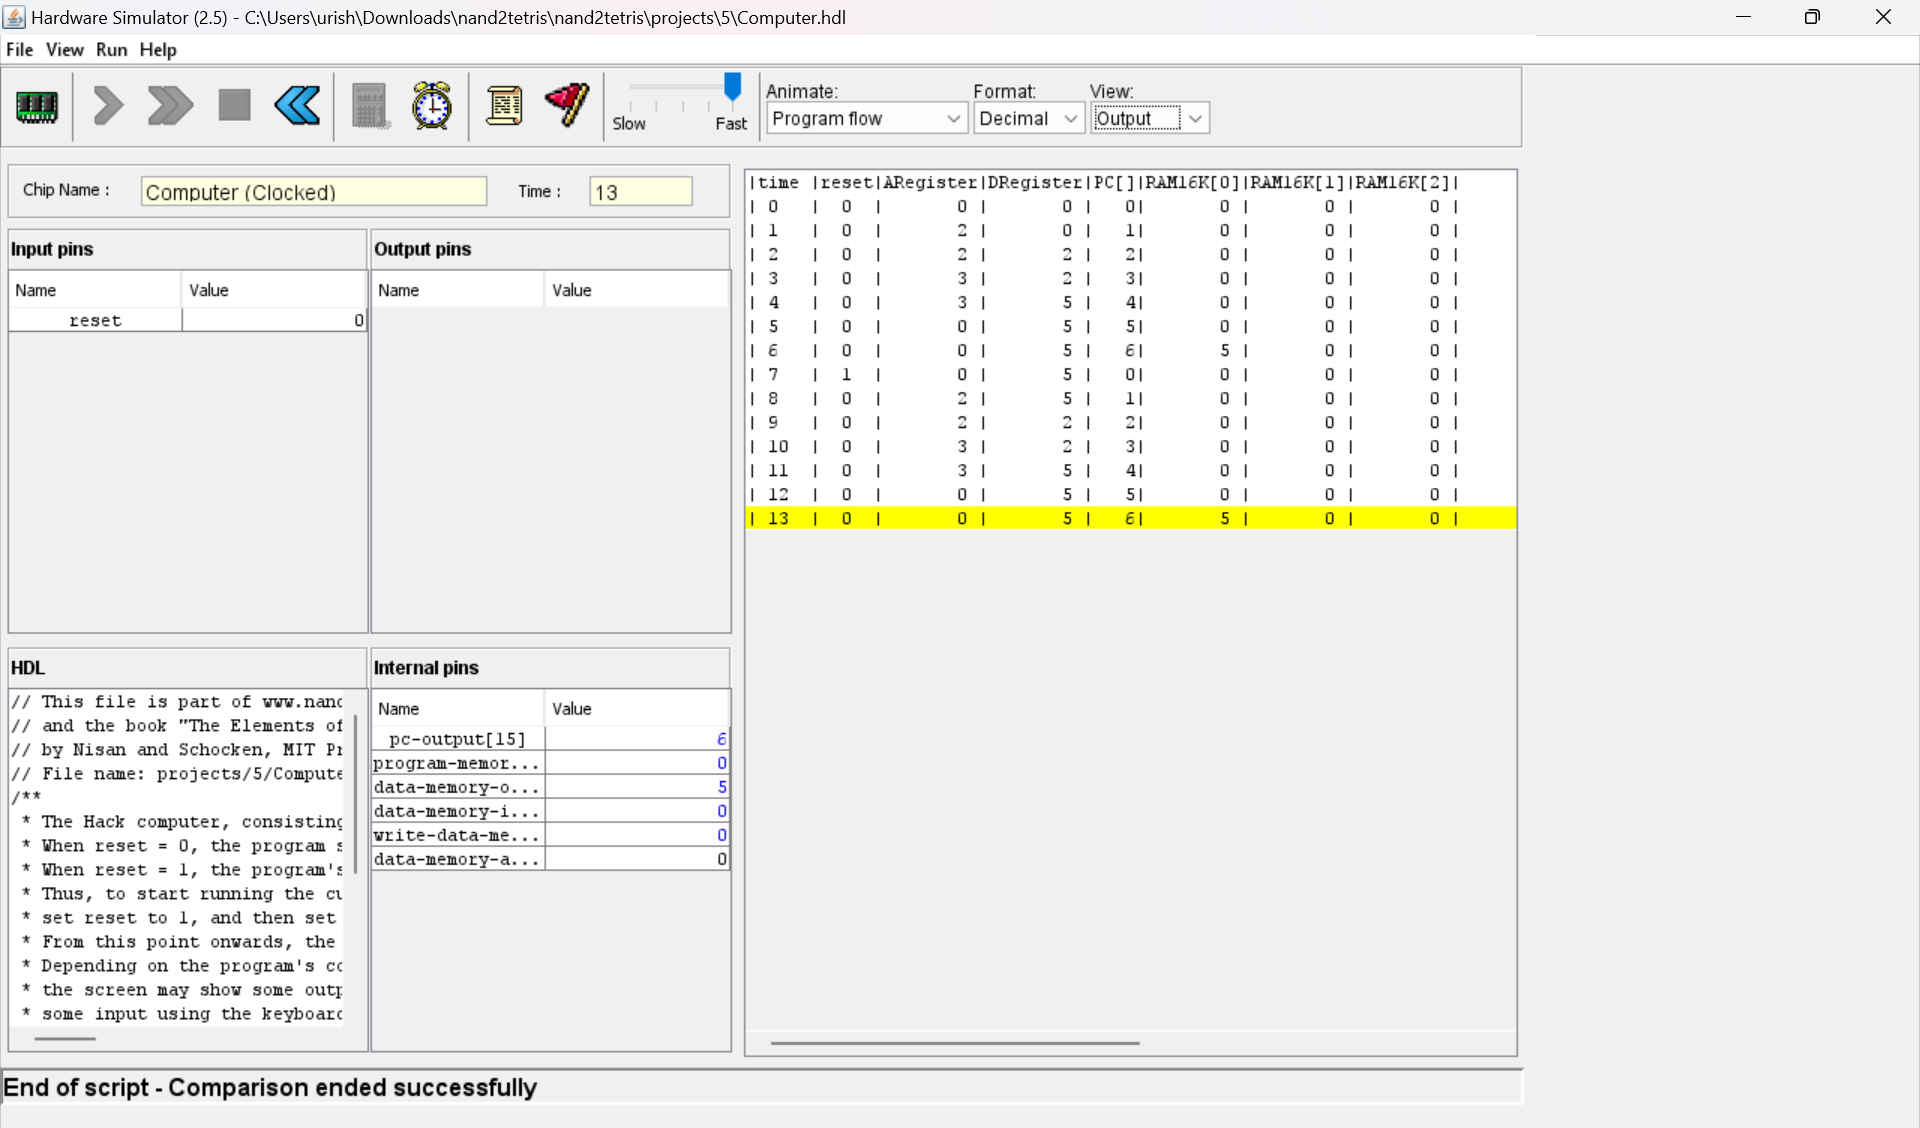 Hardware Simulator (2.5) - C:\Users\urish\Downloads\nand2tetris\nand2tetris\projects\5\Computer.hdl
File View Run Help
Slow Fast
Animate: Format: View:
Program flow Decimal Output
Chip Name : Computer (Clocked) Time : 13
Input pins
Name Value
reset 0
Output pins
Name Value
HDL
// This file is part of www.nanc
// and the book "The Elements of
// by Nisan and Schocken, MIT Pr
// File name: projects/5/Compute
/**
* The Hack computer, consisting
* When reset = 0, the program s
* When reset = 1, the program's
* Thus, to start running the cu
* set reset to 1, and then set
* From this point onwards, the
* Depending on the program's co
* the screen may show some outp
* some input using the keyboard
Internal pins
Name Value
pc-output[15] 6
program-memor... 0
data-memory-o... 5
data-memory-i... 0
write-data-me... 0
data-memory-a... 0
|time |reset|ARegister|DRegister|PC[]|RAM16K[0]|RAM16K[1]|RAM16K[2]|
| 0 | 0 | 0 | 0 | 0| 0 | 0 | 0 |
| 1 | 0 | 2 | 0 | 1| 0 | 0 | 0 |
| 2 | 0 | 2 | 2 | 2| 0 | 0 | 0 |
| 3 | 0 | 3 | 2 | 3| 0 | 0 | 0 |
| 4 | 0 | 3 | 5 | 4| 0 | 0 | 0 |
| 5 | 0 | 0 | 5 | 5| 0 | 0 | 0 |
| 6 | 0 | 0 | 5 | 6| 5 | 0 | 0 |
| 7 | 1 | 0 | 5 | 0| 0 | 0 | 0 |
| 8 | 0 | 2 | 5 | 1| 0 | 0 | 0 |
| 9 | 0 | 2 | 2 | 2| 0 | 0 | 0 |
| 10 | 0 | 3 | 2 | 3| 0 | 0 | 0 |
| 11 | 0 | 3 | 5 | 4| 0 | 0 | 0 |
| 12 | 0 | 0 | 5 | 5| 0 | 0 | 0 |
| 13 | 0 | 0 | 5 | 6| 5 | 0 | 0 |
End of script - Comparison ended successfully